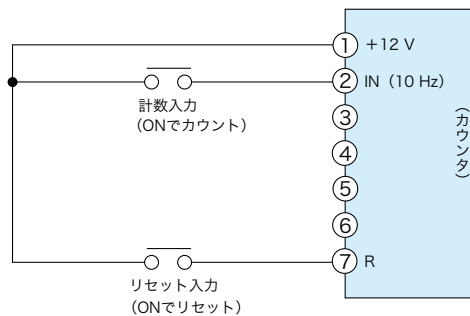 ① +12 V
② IN（10 Hz）
計数入力
（ONでカウント）
③
④
⑤
⑥
（カウンタ）
⑦ R
リセット入力
（ONでリセット）